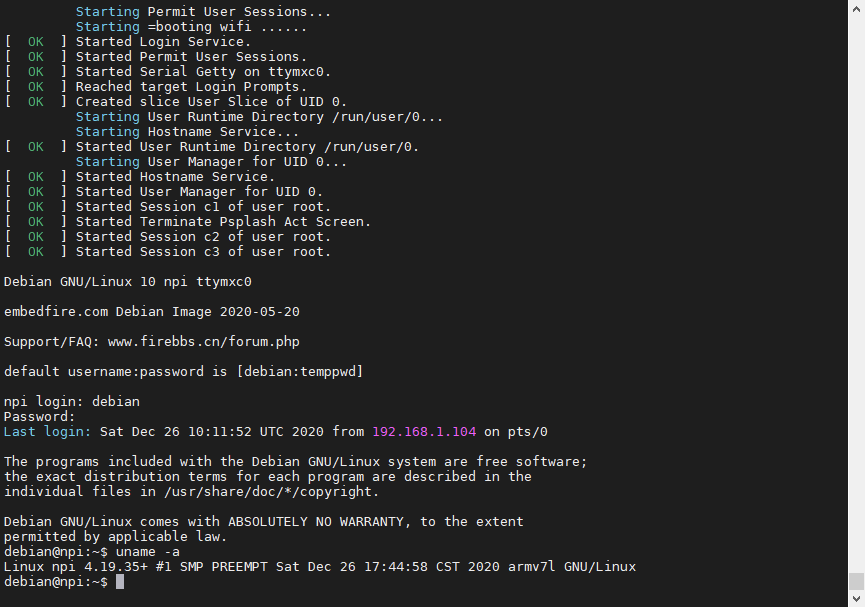 Starting Permit User Sessions...
Starting =booting wifi ......
[  OK  ] Started Login Service.
[  OK  ] Started Permit User Sessions.
[  OK  ] Started Serial Getty on ttymxc0.
[  OK  ] Reached target Login Prompts.
[  OK  ] Created slice User Slice of UID 0.
Starting User Runtime Directory /run/user/0...
Starting Hostname Service...
[  OK  ] Started User Runtime Directory /run/user/0.
Starting User Manager for UID 0...
[  OK  ] Started Hostname Service.
[  OK  ] Started User Manager for UID 0.
[  OK  ] Started Session c1 of user root.
[  OK  ] Started Terminate Psplash Act Screen.
[  OK  ] Started Session c2 of user root.
[  OK  ] Started Session c3 of user root.
Debian GNU/Linux 10 npi ttymxc0
embedfire.com Debian Image 2020-05-20
Support/FAQ: www.firebbs.cn/forum.php
default username:password is [debian:temppwd]
npi login: debian
Password:
Last login: Sat Dec 26 10:11:52 UTC 2020 from 192.168.1.104 on pts/0
The programs included with the Debian GNU/Linux system are free software;
the exact distribution terms for each program are described in the
individual files in /usr/share/doc/*/copyright.
Debian GNU/Linux comes with ABSOLUTELY NO WARRANTY, to the extent
permitted by applicable law.
debian@npi:~$ uname -a
Linux npi 4.19.35+ #1 SMP PREEMPT Sat Dec 26 17:44:58 CST 2020 armv7l GNU/Linux
debian@npi:~$